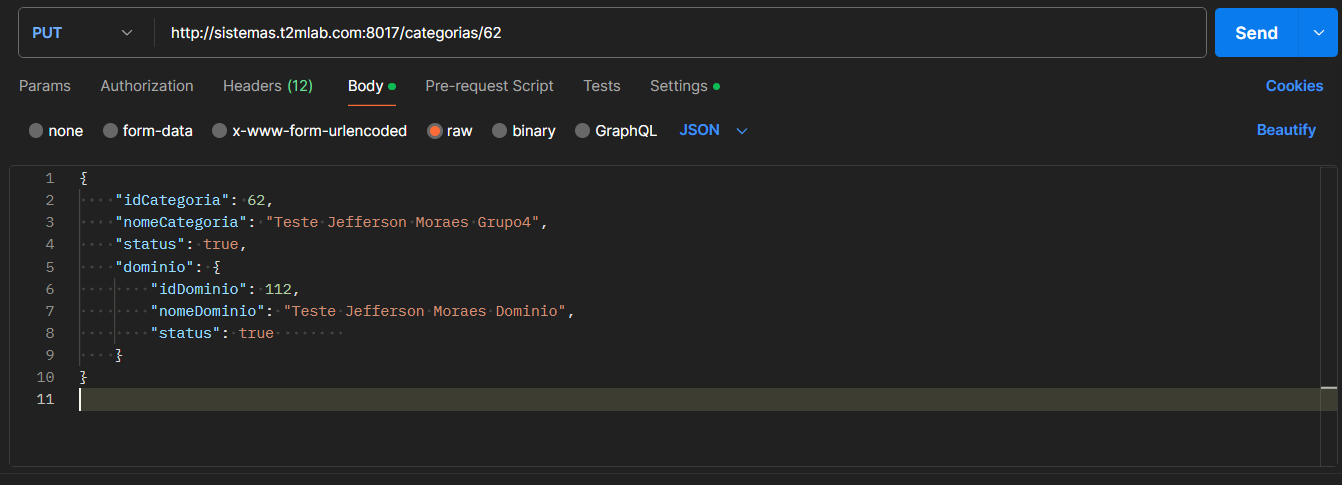 PUT http://sistemas.t2mlab.com:8017/categorias/62 Send
Params Authorization Headers (12) Body Pre-request Script Tests Settings Cookies
none form-data x-www-form-urlencoded raw binary GraphQL JSON Beautify
1 {
2 "idCategoria": 62,
3 "nomeCategoria": "Teste Jefferson Moraes Grupo4",
4 "status": true,
5 "dominio": {
6 "idDominio": 112,
7 "nomeDominio": "Teste Jefferson Moraes Dominio",
8 "status": true
9 }
10 }
11